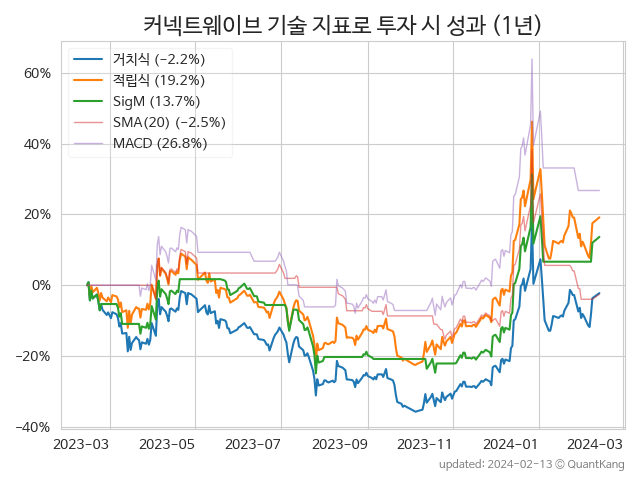 커넥트웨이브 기술 지표로 투자 시 성과 (1년)
거치식 (−2.2%)
적립식 (19.2%)
SigM (13.7%)
SMA(20) (−2.5%)
MACD (26.8%)
60%
40%
20%
0%
−20%
−40%
2023-03 2023-05 2023-07 2023-09 2023-11 2024-01 2024-03
updated: 2024-02-13 © QuantKang